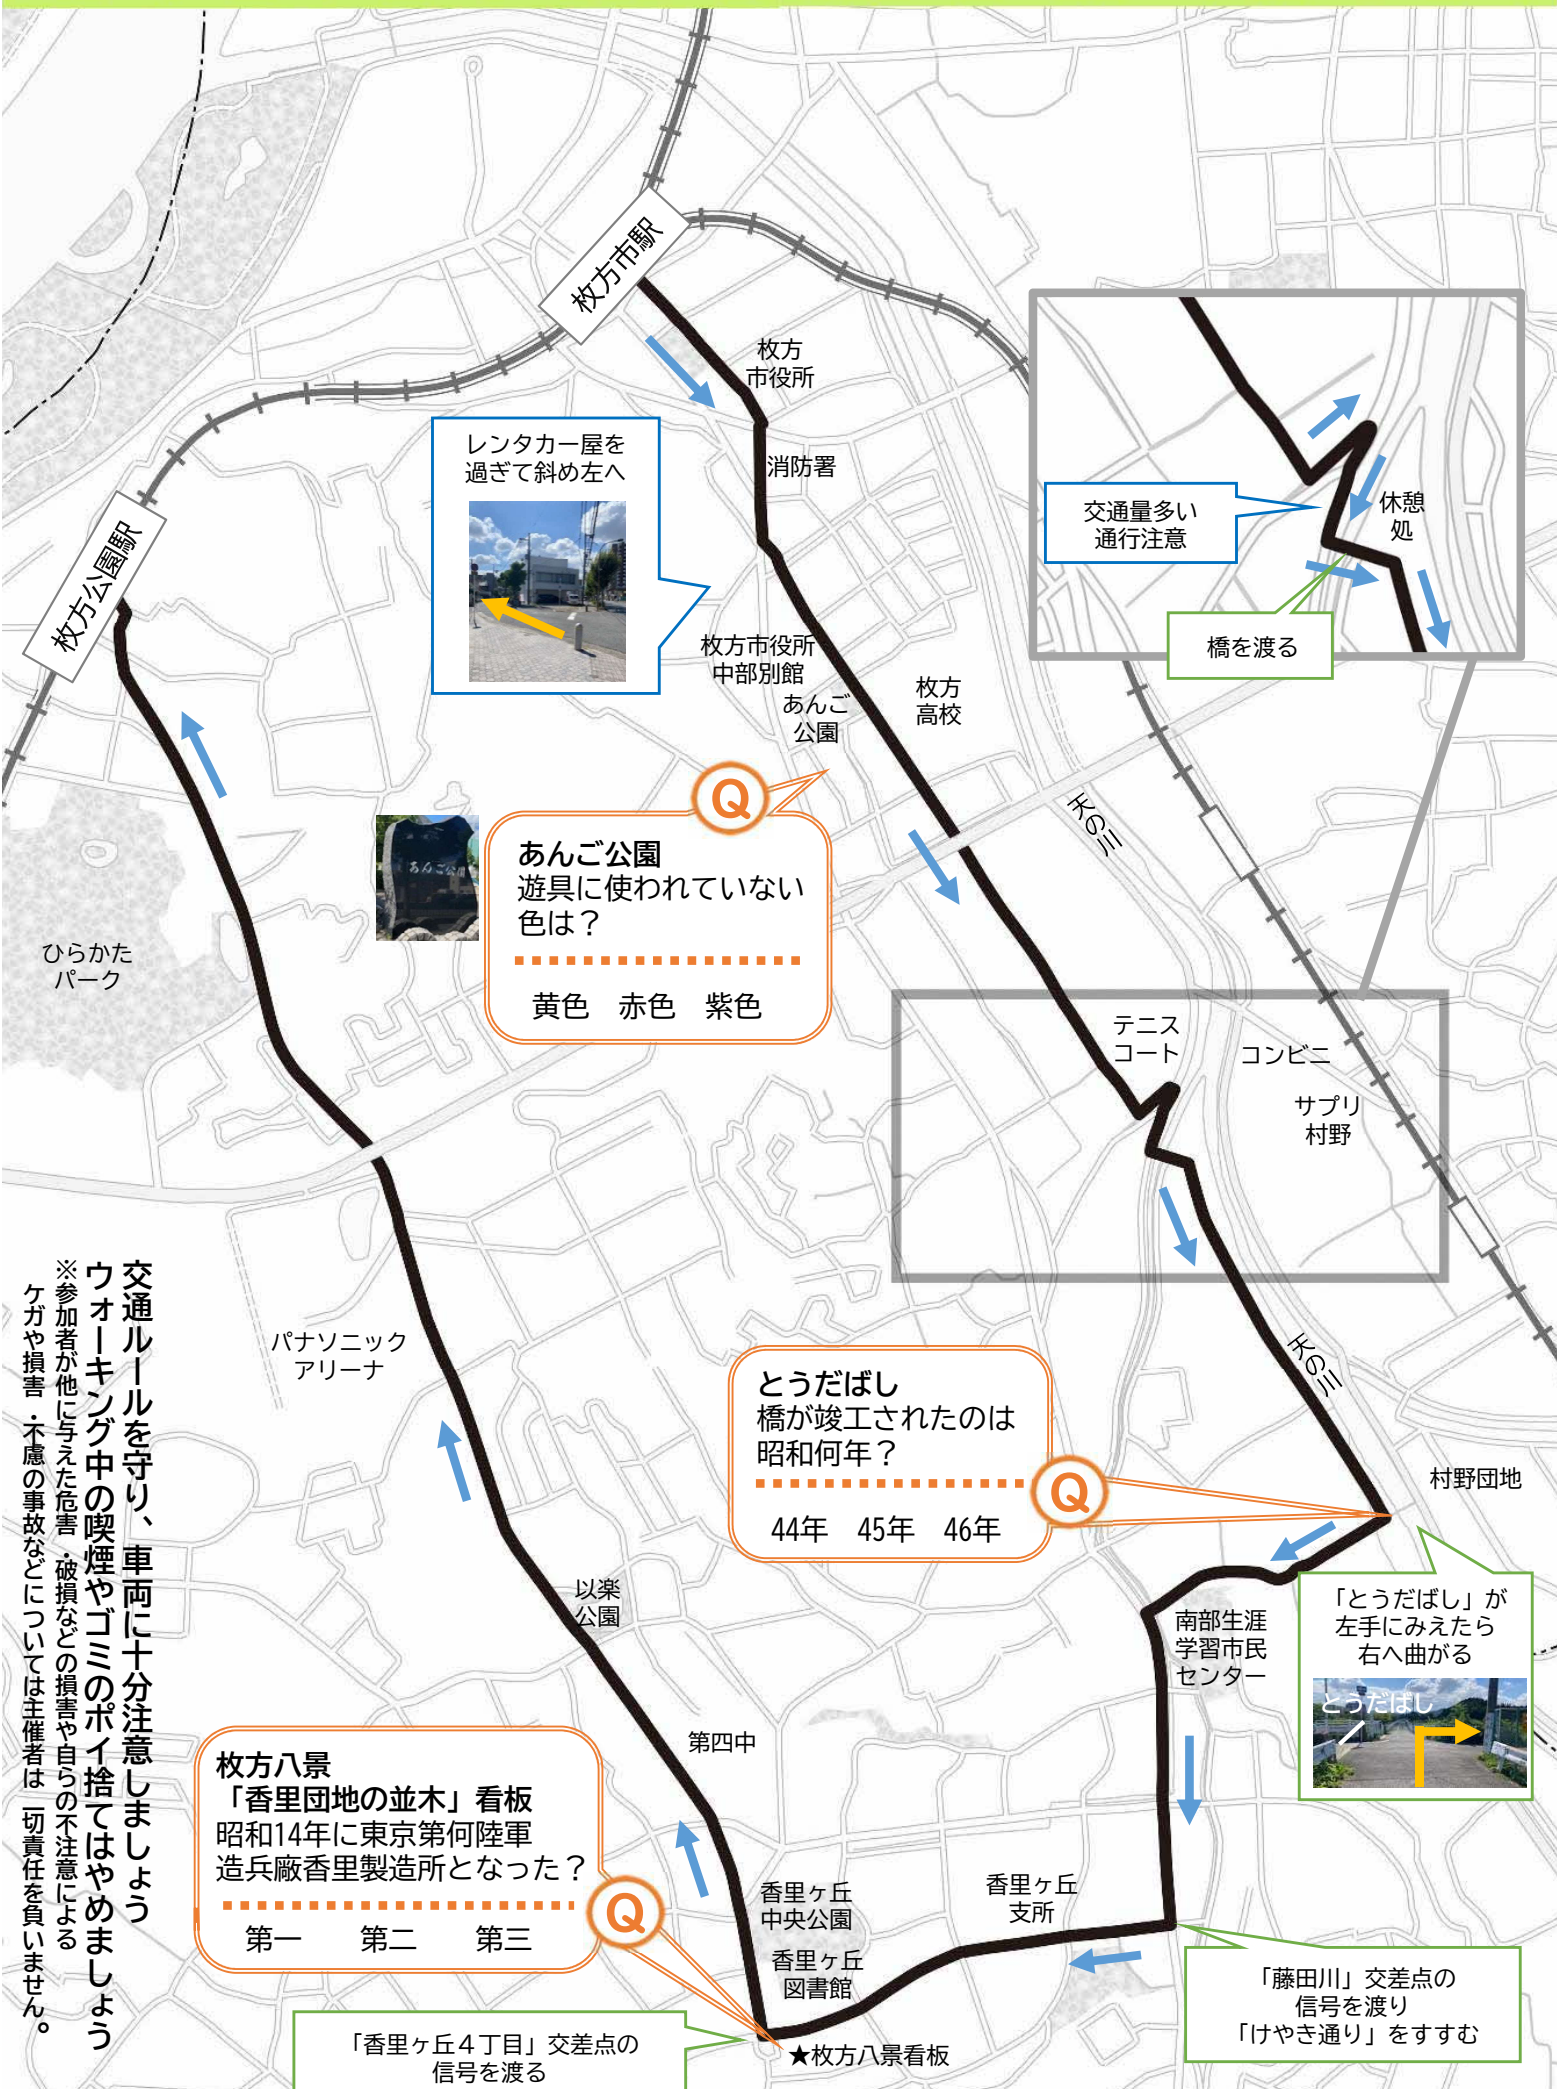 枚方市駅
枚方
市役所
消防署
レンタカー屋を
過ぎて斜め左へ
枚方公園駅
交通量多い
通行注意
休憩
処
橋を渡る
枚方市役所
中部別館
あんご
公園
枚方
高校
天の川
Q
あんご公園
遊具に使われていない
色は？
黄色 赤色 紫色
あんご公園
ひらかた
パーク
テニス
コート
コンビニ
サプリ
村野
天の川
パナソニック
アリーナ
とうだばし
橋が竣工されたのは
昭和何年？
44年 45年 46年
Q
村野団地
「とうだばし」が
左手にみえたら
右へ曲がる
とうだばし
南部生涯
学習市民
センター
以楽
公園
第四中
枚方八景
「香里団地の並木」看板
昭和14年に東京第何陸軍
造兵廠香里製造所となった？
第一 第二 第三
Q
香里ヶ丘
中央公園
香里ヶ丘
図書館
香里ヶ丘
支所
「藤田川」交差点の
信号を渡り
「けやき通り」をすすむ
「香里ヶ丘４丁目」交差点の
信号を渡る
★枚方八景看板
交通ルールを守り、車両に十分注意しましょう
ウォーキング中の喫煙やゴミのポイ捨てはやめましょう
※参加者が他に与えた危害・破損などの損害や自らの不注意による
ケガや損害・不慮の事故などについては主催者は一切責任を負いません。